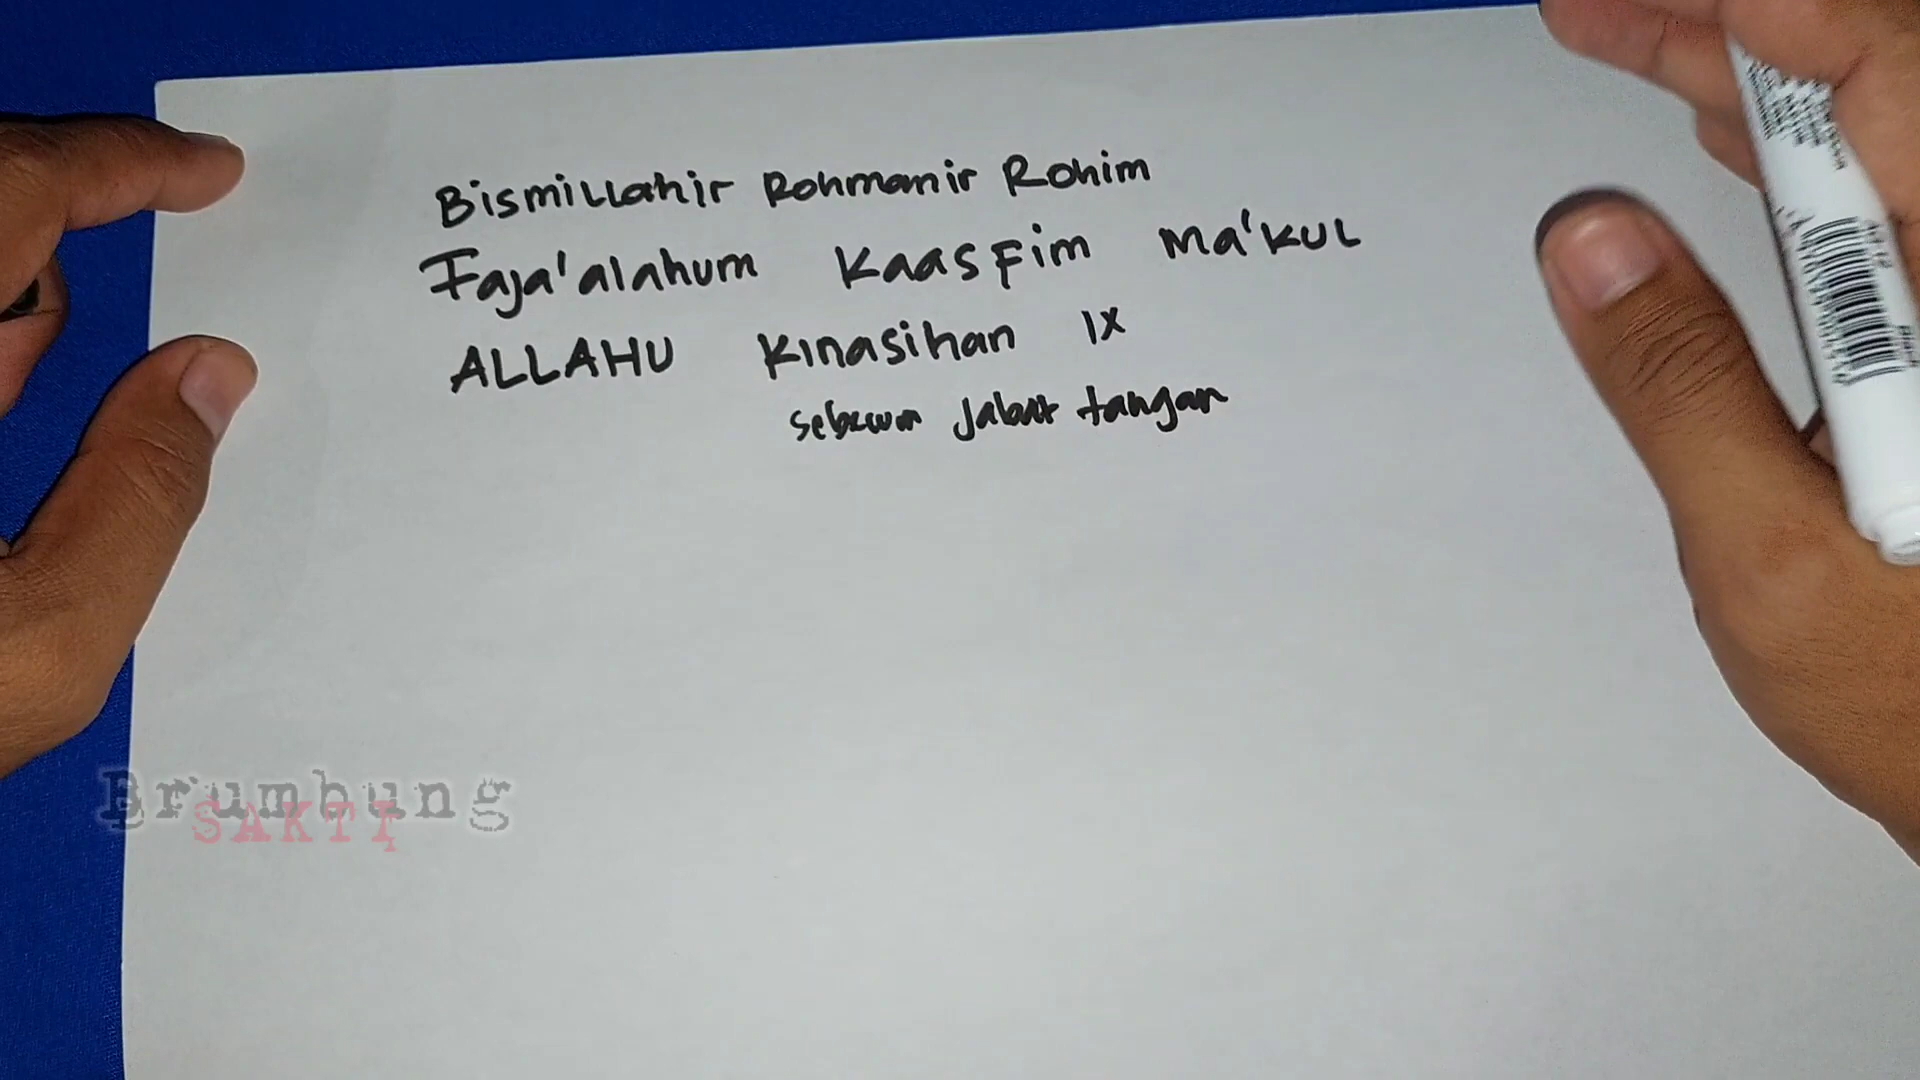 Bismillahir Rohmanir Rohim
Faja'alahum Kaasfim Ma'kul
ALLAHU Kinasihan 1x
sebelum Jabat tangan
Brumbung
SAKTI